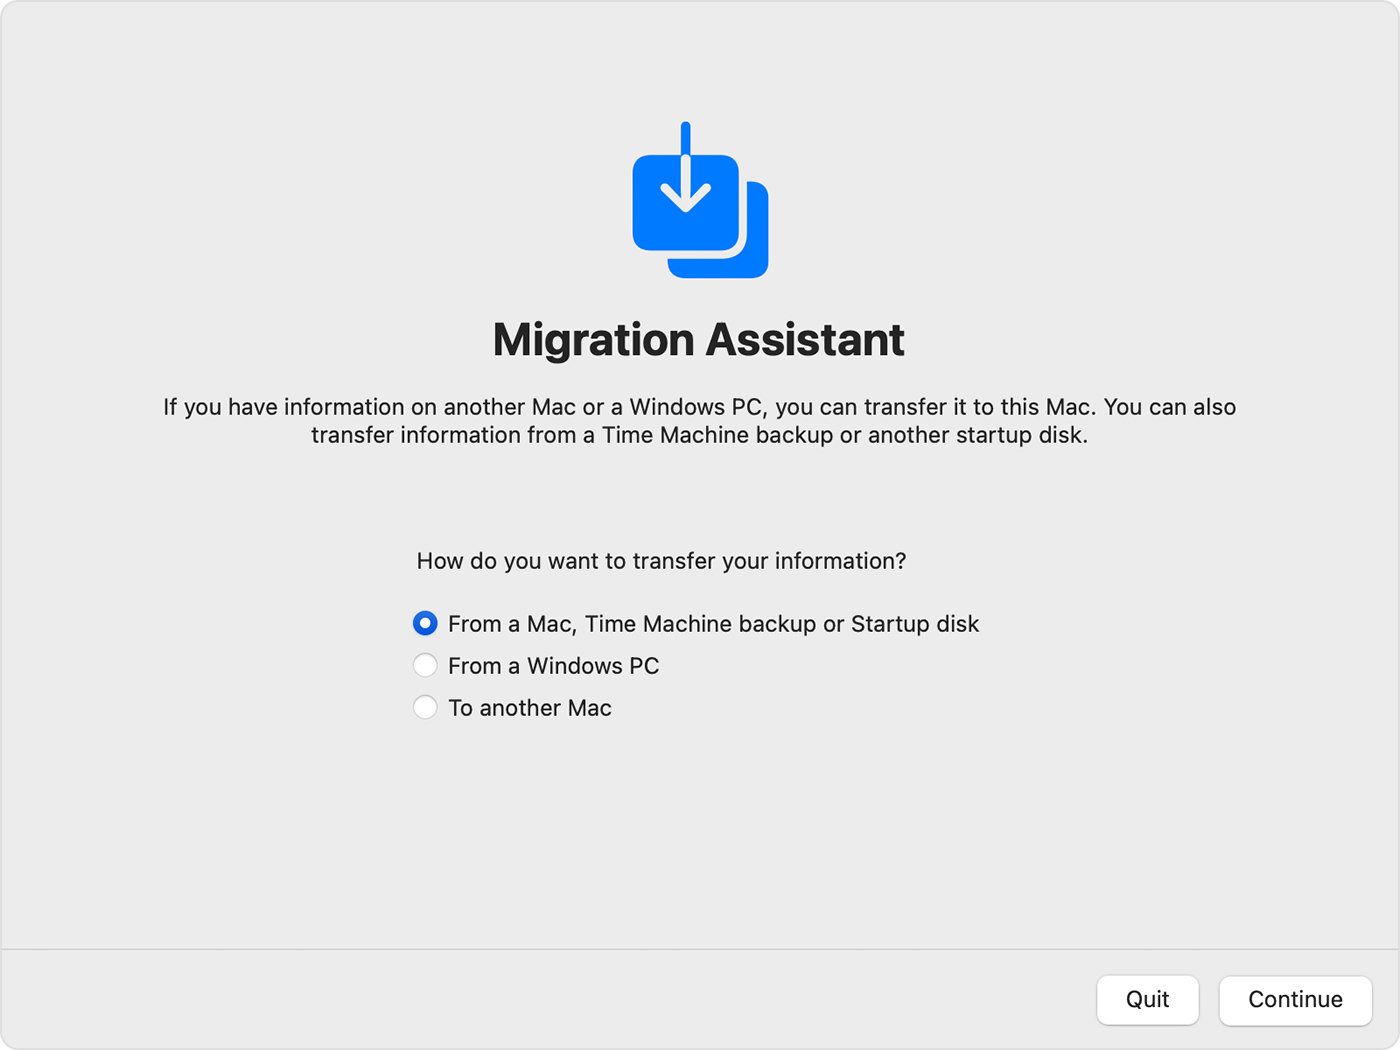 Migration Assistant
If you have information on another Mac or a Windows PC, you can transfer it to this Mac. You can also
transfer information from a Time Machine backup or another startup disk.
How do you want to transfer your information?
From a Mac, Time Machine backup or Startup disk
From a Windows PC
To another Mac
Quit
Continue